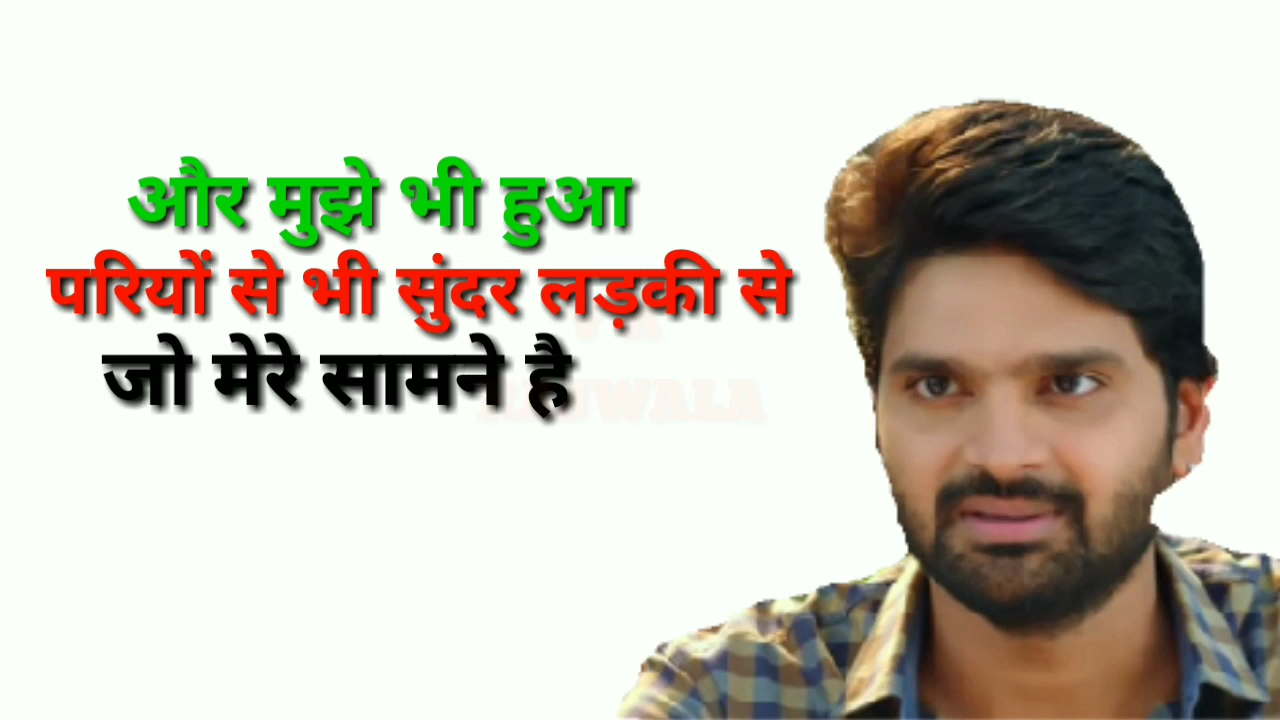 और मुझे भी हुआ
परियों से भी सुंदर लड़की से
जो मेरे सामने है